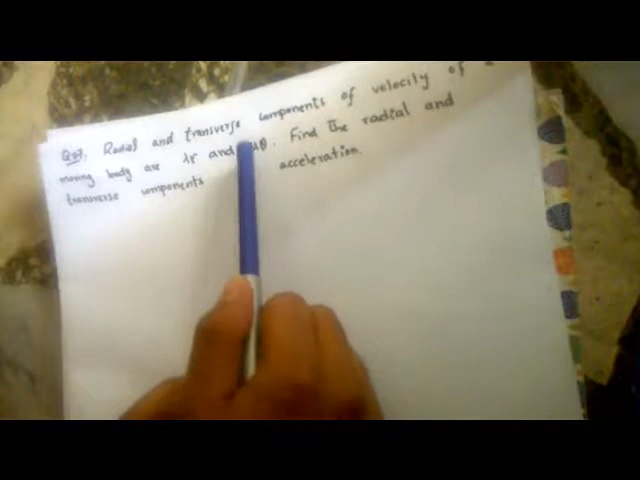 Que7. Radial and transverse components of velocity of a
moving body are λr and μθ. Find the radial and
transverse components acceleration.